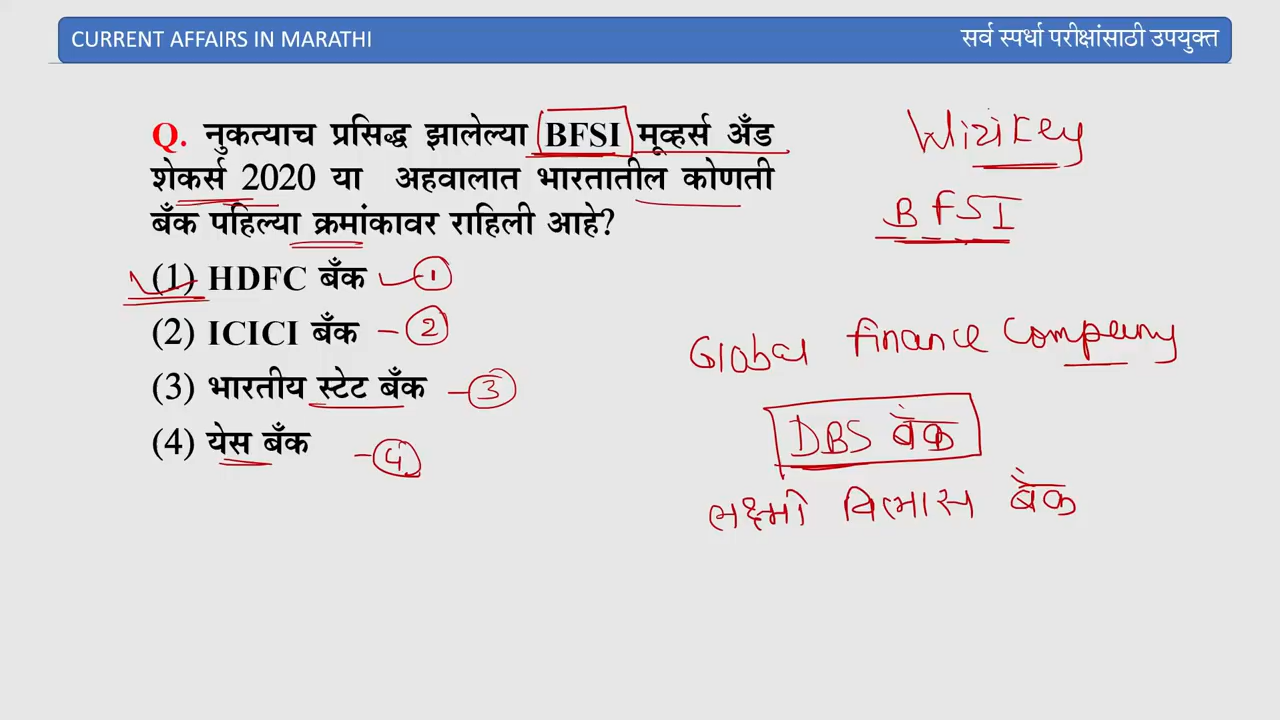 CURRENT AFFAIRS IN MARATHI
सर्व स्पर्धा परीक्षांसाठी उपयुक्त
Q. नुकत्याच प्रसिद्ध झालेल्या BFSI मूव्हर्स अँड
शेकर्स 2020 या अहवालात भारतातील कोणती
बँक पहिल्या क्रमांकावर राहिली आहे?
(1) HDFC बँक 1
(2) ICICI बँक - 2
(3) भारतीय स्टेट बँक - 3
(4) येस बँक - 4
Wizikey
BFSI
Global finance Company
DBS बँक
लक्ष्मी विलास बँक